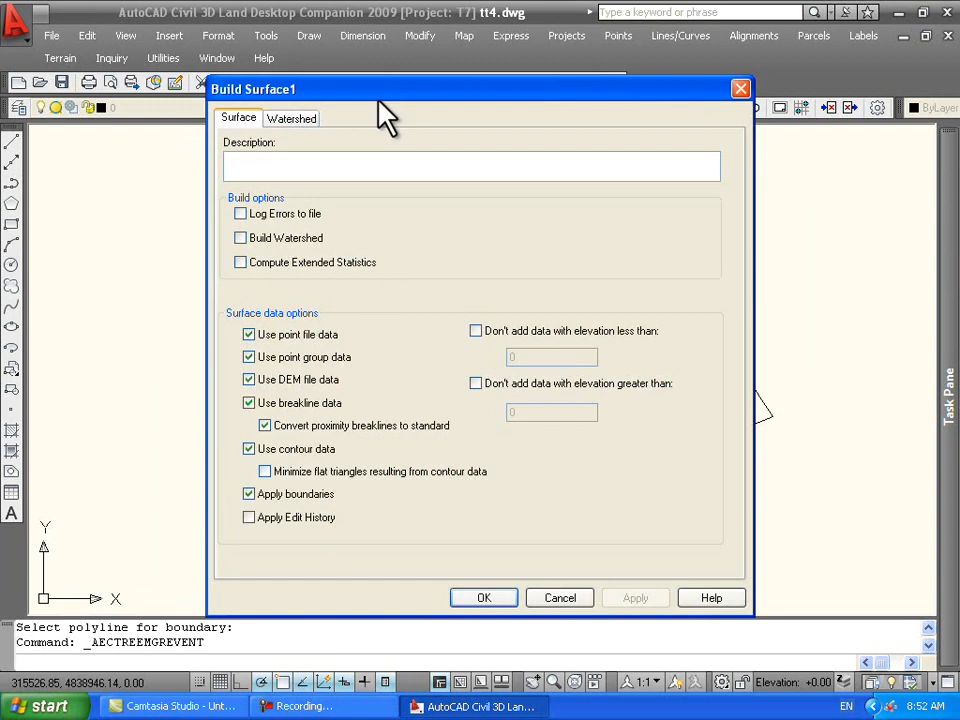 AutoCAD Civil 3D Land Desktop Companion 2009 [Project: T7] tt4.dwg
Type a keyword or phrase
File Edit View Insert Format Tools Draw Dimension Modify Map Express Projects Points Lines/Curves Alignments Parcels Labels
Terrain Inquiry Utilities Window Help
0
ByLayer
Build Surface1
Surface Watershed
Description:
Build options
Log Errors to file
Build Watershed
Compute Extended Statistics
Surface data options
Use point file data
Don't add data with elevation less than:
Use point group data
0
Use DEM file data
Don't add data with elevation greater than:
Use breakline data
0
Convert proximity breaklines to standard
Use contour data
Minimize flat triangles resulting from contour data
Apply boundaries
Apply Edit History
OK Cancel Apply Help
Task Pane
A
Y
X
Select polyline for boundary:
Command: _AECTREEMGREVENT
315526.85, 4838946.14, 0.00
1:1
Elevation: +0.00
start
Camtasia Studio - Unt...
Recording...
AutoCAD Civil 3D Lan...
EN
8:52 AM